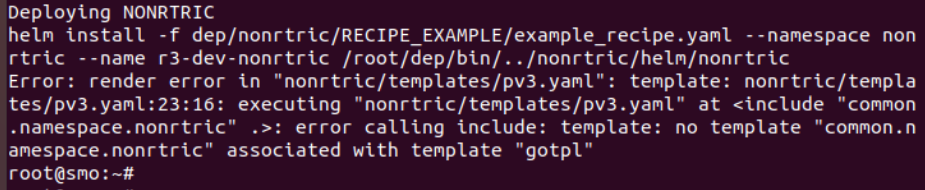 Deploying NONRTRIC
helm install -f dep/nonrtric/RECIPE_EXAMPLE/example_recipe.yaml --namespace non
rtric --name r3-dev-nonrtric /root/dep/bin/../nonrtric/helm/nonrtric
Error: render error in "nonrtric/templates/pv3.yaml": template: nonrtric/templa
tes/pv3.yaml:23:16: executing "nonrtric/templates/pv3.yaml" at <include "common
.namespace.nonrtric" .>: error calling include: template: no template "common.n
amespace.nonrtric" associated with template "gotpl"
root@smo:~#